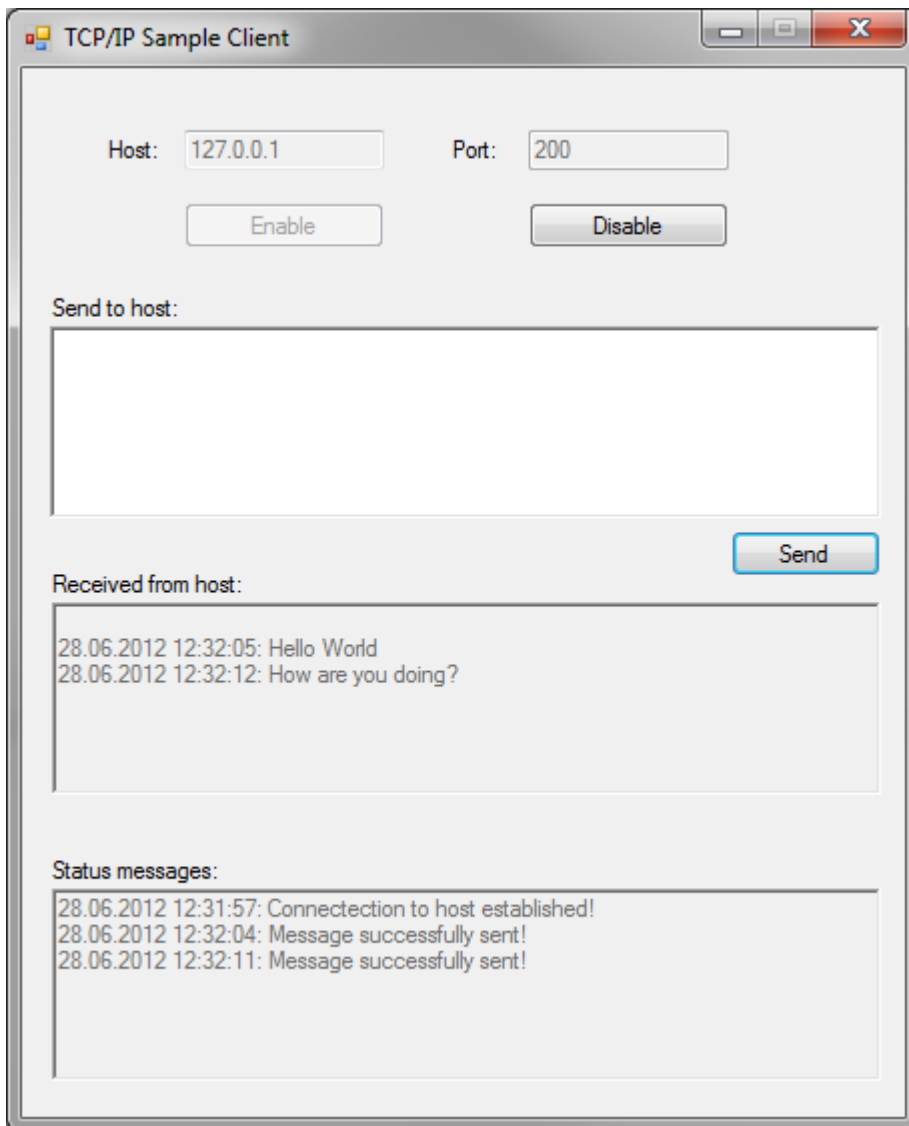 TCP/IP Sample Client
Host: 127.0.0.1 Port: 200
Enable Disable
Send to host:
Send
Received from host:
28.06.2012 12:32:05: Hello World
28.06.2012 12:32:12: How are you doing?
Status messages:
28.06.2012 12:31:57: Connectection to host established!
28.06.2012 12:32:04: Message successfully sent!
28.06.2012 12:32:11: Message successfully sent!